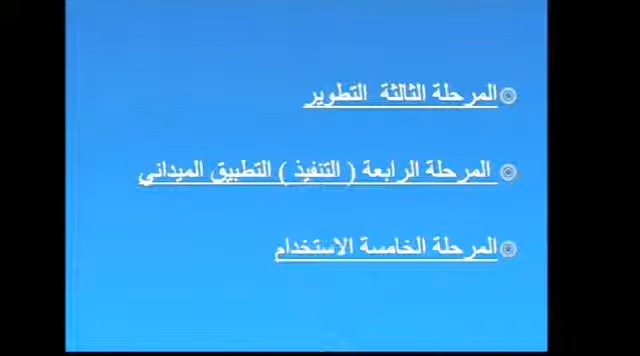 المرحلة الثالثة التطوير
المرحلة الرابعة ( التنفيذ ) التطبيق الميداني
المرحلة الخامسة الاستخدام